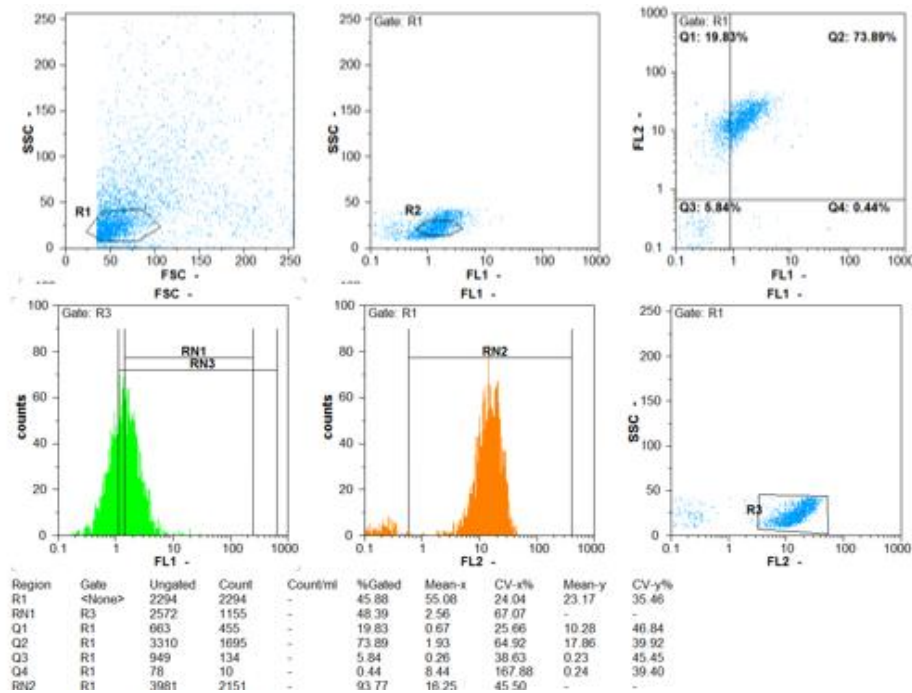 Gate: R1
Gate: R1
Q1: 19.83%
Q2: 73.89%
250
200
150
100
50
0
SSC -
R1
0 50 100 150 200 250
FSC -
250
200
150
100
50
0
SSC -
R2
0.1 1 10 100 1000
FL1 -
1000
100
10
1
0.1
FL2 -
Q3: 5.84%
Q4: 0.44%
0.1 1 10 100 1000
FL1 -
FSC -
FL1 -
FL1 -
Gate: R3
100
80
60
40
20
0
counts
RN1
RN3
0.1 1 10 100 1000
FL1 -
Gate: R1
100
80
60
40
20
0
counts
RN2
0.1 1 10 100 1000
FL2 -
Gate: R1
250
200
150
100
50
0
SSC -
R3
0.1 1 10 100 1000
FL2 -
Region Gate Ungated Count Count/ml %Gated Mean-x CV-x% Mean-y CV-y%
R1 <None> 2294 2294 - 45.88 55.08 24.04 23.17 35.46
RN1 R3 2572 1155 - 48.39 2.56 67.07 - -
Q1 R1 663 455 - 19.83 0.67 25.66 10.28 46.84
Q2 R1 3310 1695 - 73.89 1.93 64.92 17.86 39.92
Q3 R1 949 134 - 5.84 0.26 38.63 0.23 45.45
Q4 R1 78 10 - 0.44 8.44 167.88 0.24 39.40
RN2 R1 3981 2151 - 93.77 16.25 45.50 - -